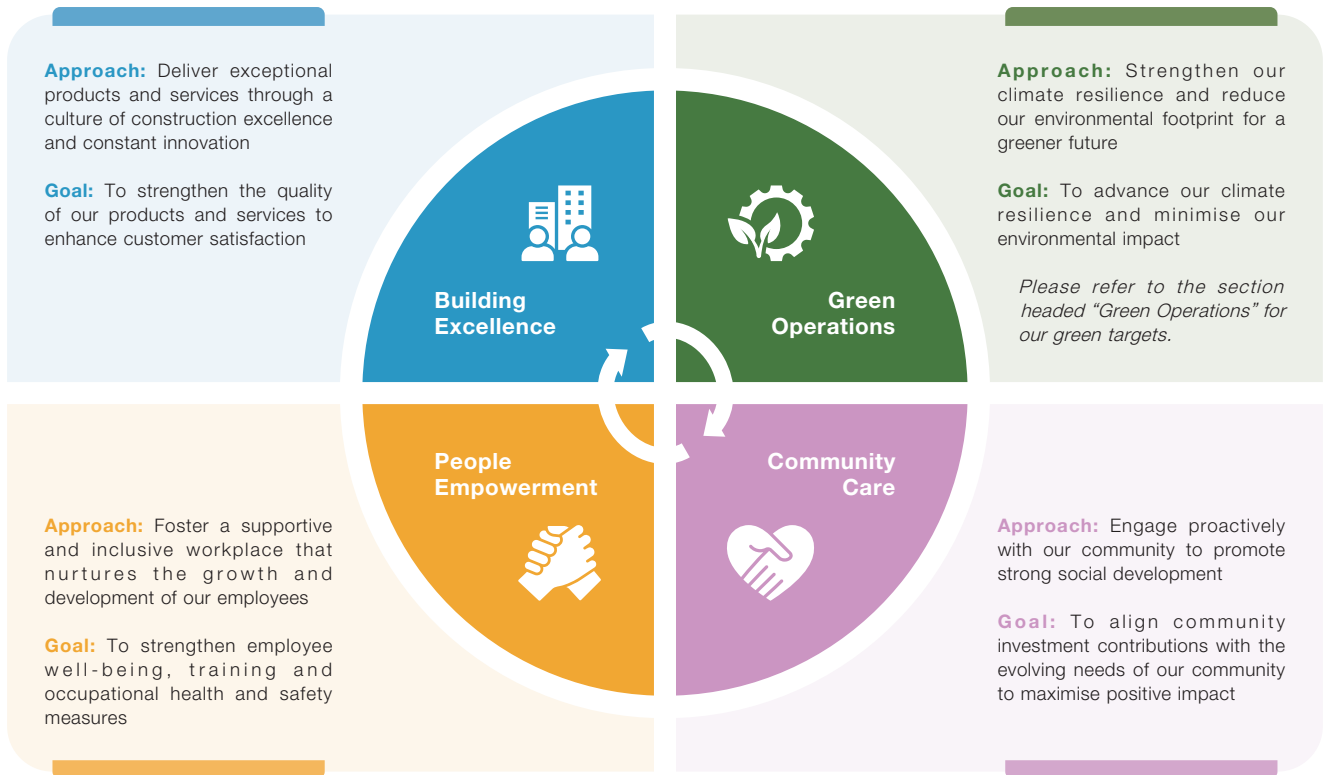 Approach: Deliver exceptional
products and services through a
culture of construction excellence
and constant innovation
Goal: To strengthen the quality
of our products and services to
enhance customer satisfaction
Building
Excellence
Green
Operations
Approach: Strengthen our
climate resilience and reduce
our environmental footprint for a
greener future
Goal: To advance our climate
resilience and minimise our
environmental impact
Please refer to the section
headed “Green Operations” for
our green targets.
People
Empowerment
Approach: Foster a supportive
and inclusive workplace that
nurtures the growth and
development of our employees
Goal: To strengthen employee
well-being, training and
occupational health and safety
measures
Community
Care
Approach: Engage proactively
with our community to promote
strong social development
Goal: To align community
investment contributions with the
evolving needs of our community
to maximise positive impact